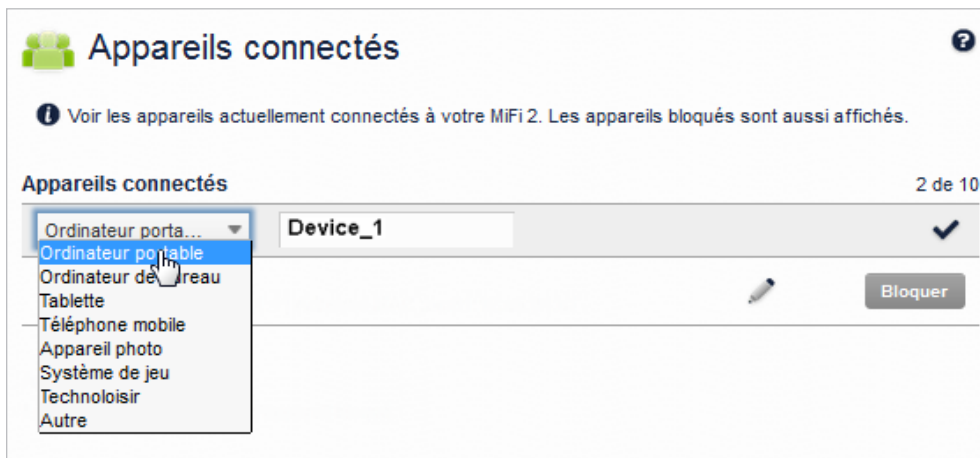 Appareils connectés
Voir les appareils actuellement connectés à votre MiFi 2. Les appareils bloqués sont aussi affichés.
Appareils connectés 2 de 10
Ordinateur porta... Device_1
Ordinateur portable
Ordinateur de bureau
Tablette
Téléphone mobile
Appareil photo
Système de jeu
Technoloisir
Autre
Bloquer